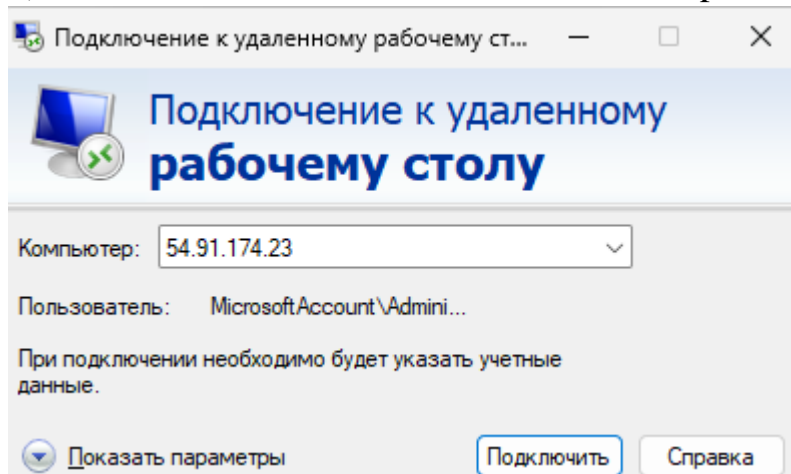 Подключение к удаленному рабочему ст...
Подключение к удаленному
рабочему столу
Компьютер: 54.91.174.23
Пользователь: MicrosoftAccount\Admini...
При подключении необходимо будет указать учетные
данные.
Показать параметры Подключить Справка